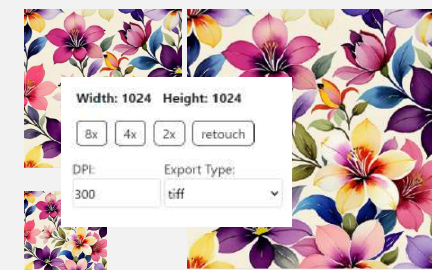 Width: 1024 Height: 1024
8x 4x 2x retouch
DPI: Export Type:
300 tiff